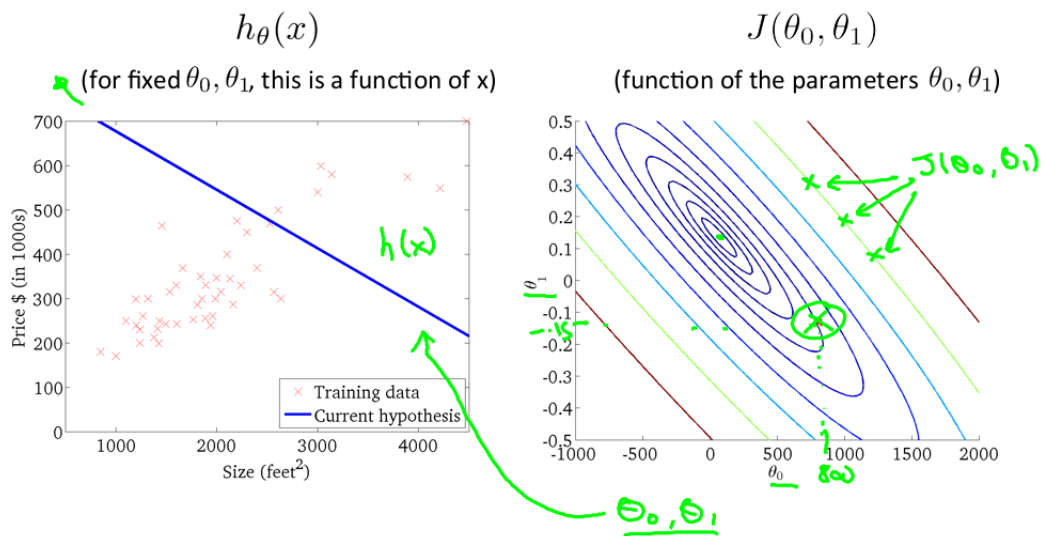 hθ(x)
(for fixed θ0, θ1, this is a function of x)
700
600
500
400
300
200
100
0
Price $ (in 1000s)
1000
2000
3000
4000
Size (feet²)
h(x)
Training data
Current hypothesis
θ0, θ1
J(θ0, θ1)
(function of the parameters θ0, θ1)
0.5
0.4
0.3
0.2
0.1
0
-0.1
-0.2
-0.3
-0.4
-0.5
θ1
-.15
-1000
-500
0
500
1000
1500
2000
θ0
800
J(θ0, θ1)